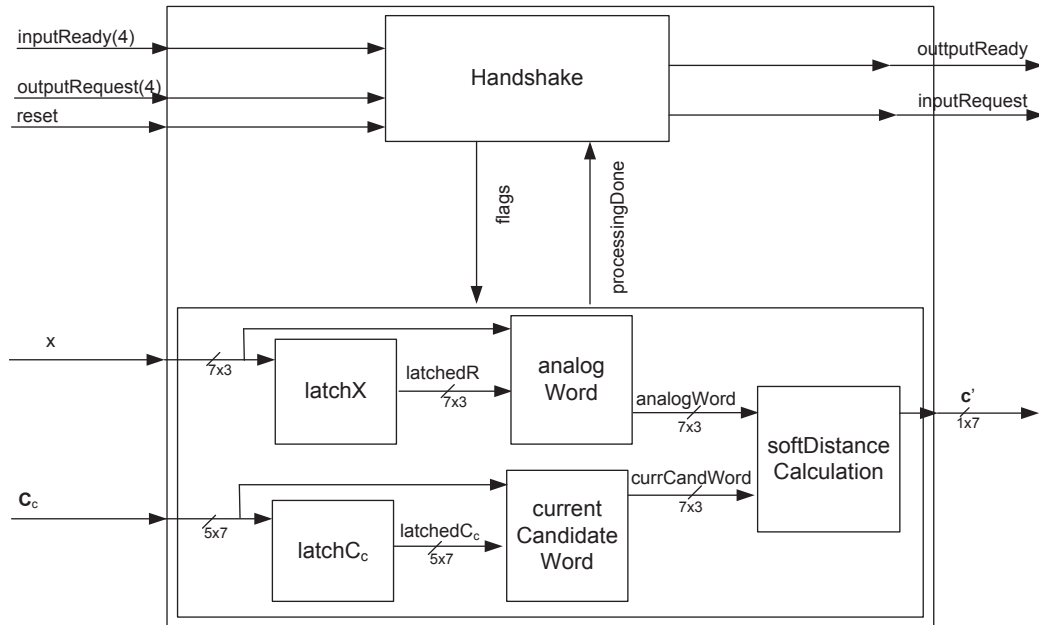 inputReady(4)
outputRequest(4)
reset
Handshake
outtputReady
inputRequest
flags
processingDone
x
7x3
latchX
latchedR
7x3
analog
Word
analogWord
7x3
softDistance
Calculation
c'
1x7
Cc
5x7
latchCc
latchedCc
5x7
current
Candidate
Word
currCandWord
7x3